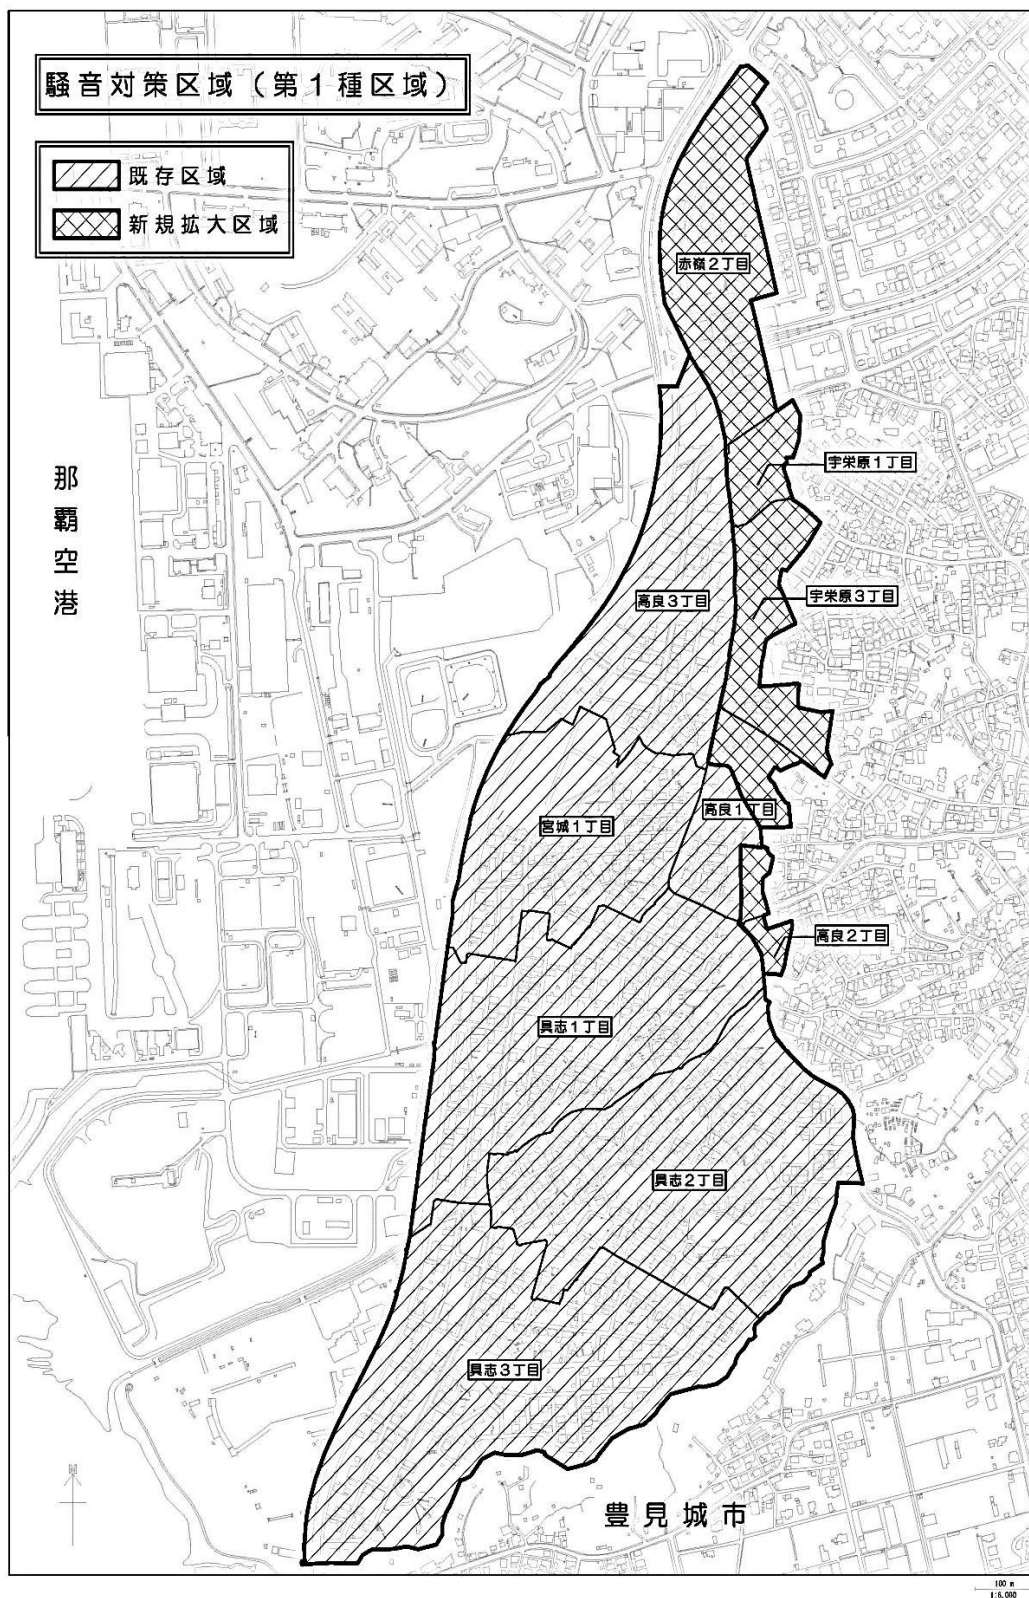 騒音対策区域（第1種区域）
既存区域
新規拡大区域
赤嶺2丁目
宇栄原1丁目
那覇空港
宇栄原3丁目
高良3丁目
高良1丁目
宮城1丁目
高良2丁目
具志1丁目
具志2丁目
具志3丁目
豊見城市
N
100 m
1:6,000